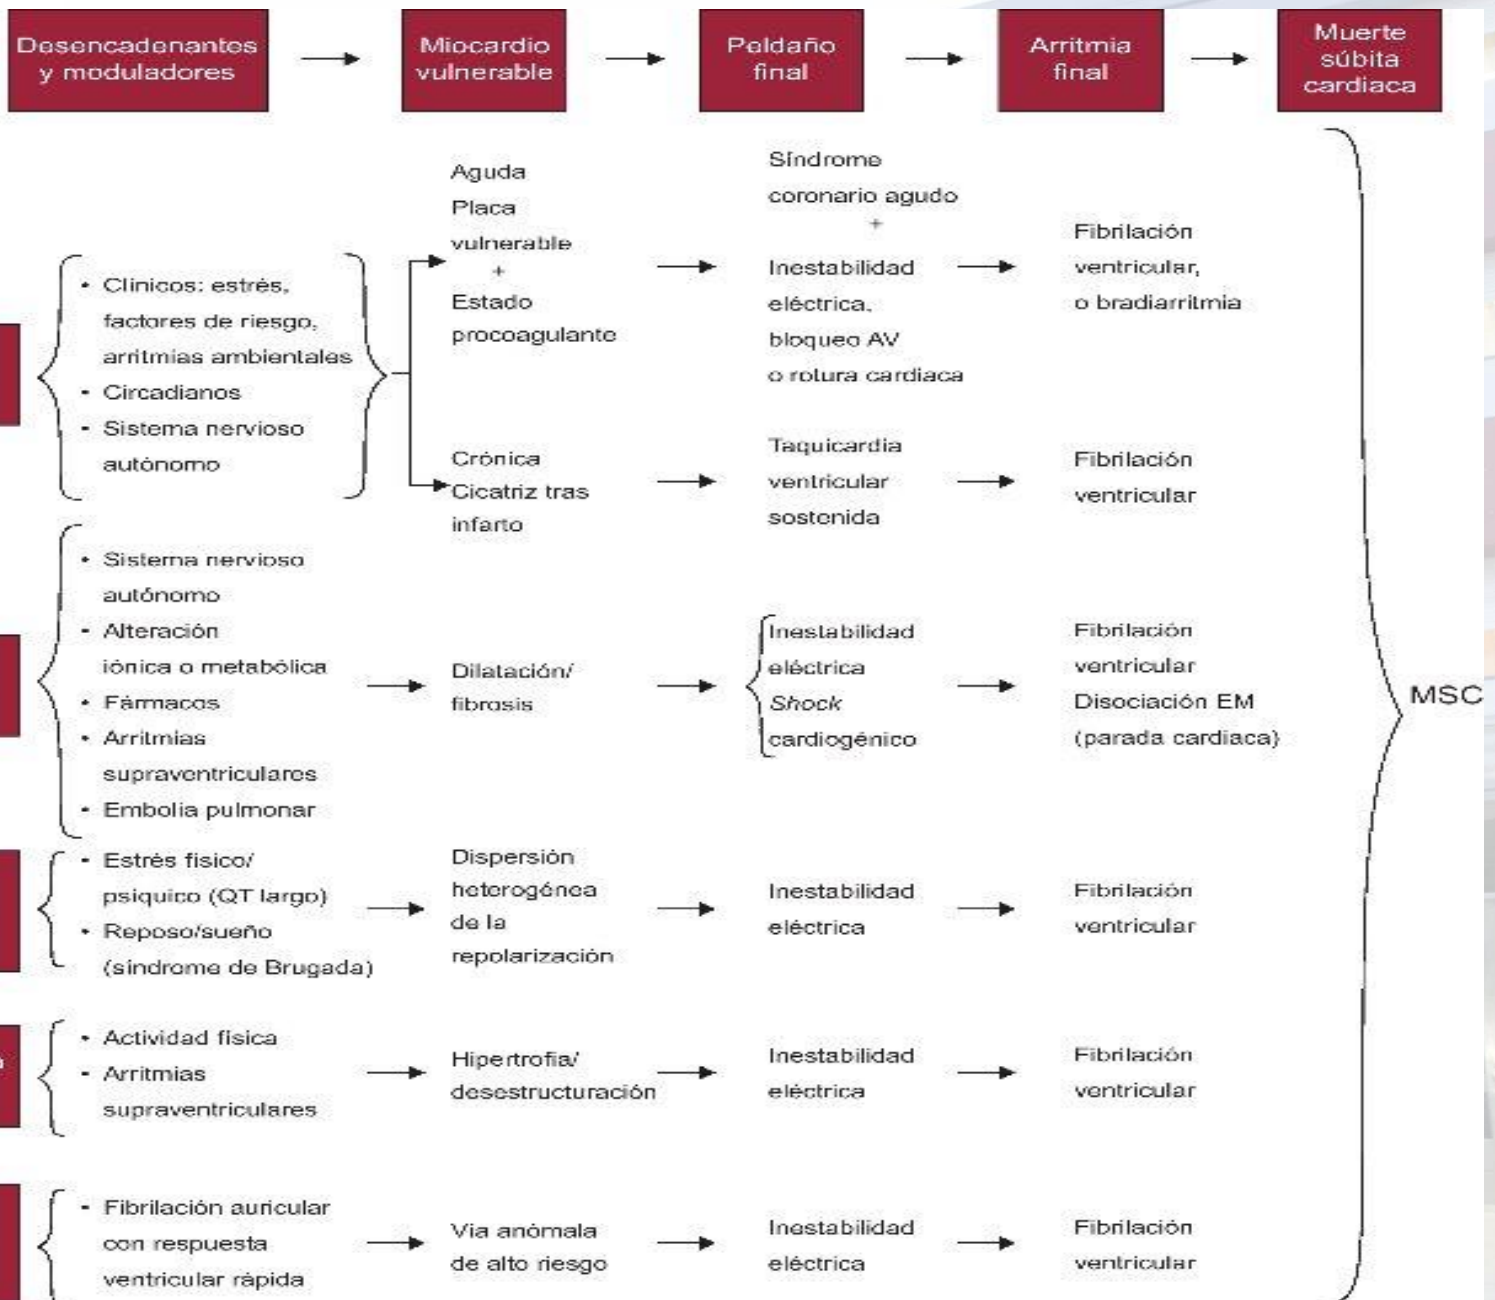 Desencadenantes
y moduladores
Miocardio
vulnerable
Peldaño
final
Arritmia
final
Muerte
súbita
cardiaca
• Clínicos: estrés,
factores de riesgo,
arritmias ambientales
• Circadianos
• Sistema nervioso
autónomo
Aguda
Placa
vulnerable
+
Estado
procoagulante
Síndrome
coronario agudo
+
Inestabilidad
eléctrica,
bloqueo AV
o rotura cardiaca
Fibrilación
ventricular,
o bradiarritmia
Crónica
Cicatriz tras
infarto
Taquicardia
ventricular
sostenida
Fibrilación
ventricular
• Sistema nervioso
autónomo
• Alteración
iónica o metabólica
• Fármacos
• Arritmias
supraventriculares
• Embolia pulmonar
Dilatación/
fibrosis
Inestabilidad
eléctrica
Shock
cardiogénico
Fibrilación
ventricular
Disociación EM
(parada cardiaca)
MSC
• Estrés físico/
psíquico (QT largo)
• Reposo/sueño
(síndrome de Brugada)
Dispersión
heterogénea
de la
repolarización
Inestabilidad
eléctrica
Fibrilación
ventricular
• Actividad física
• Arritmias
supraventriculares
Hipertrofia/
desestructuración
Inestabilidad
eléctrica
Fibrilación
ventricular
• Fibrilación auricular
con respuesta
ventricular rápida
Vía anómala
de alto riesgo
Inestabilidad
eléctrica
Fibrilación
ventricular